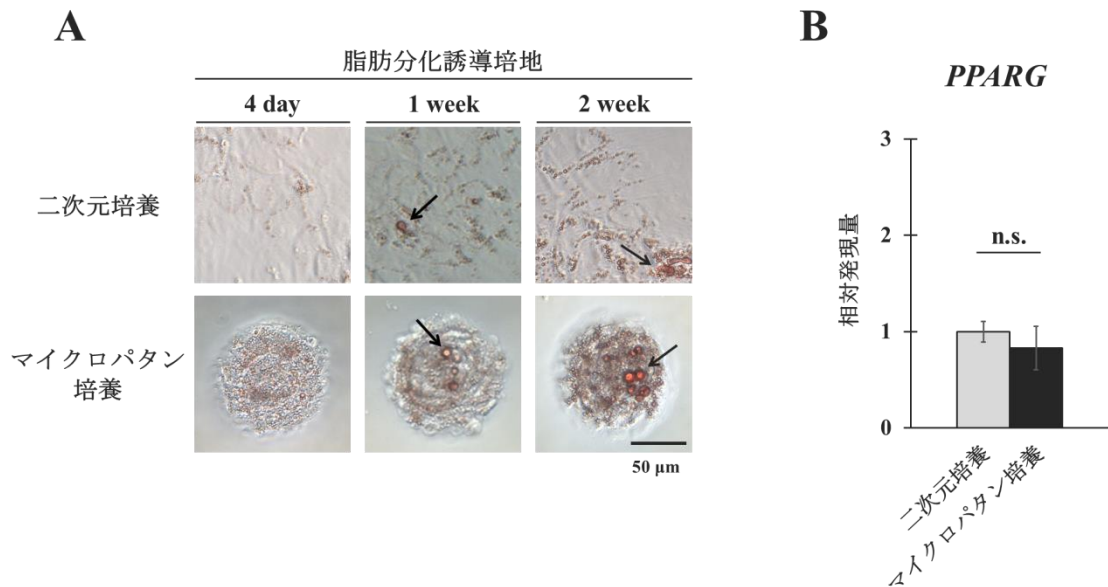 A
脂肪分化誘導培地
4 day
1 week
2 week
二次元培養
マイクロパタン
培養
50 μm
B
PPARG
相対発現量
3
2
1
0
n.s.
二次元培養
マイクロパタン培養